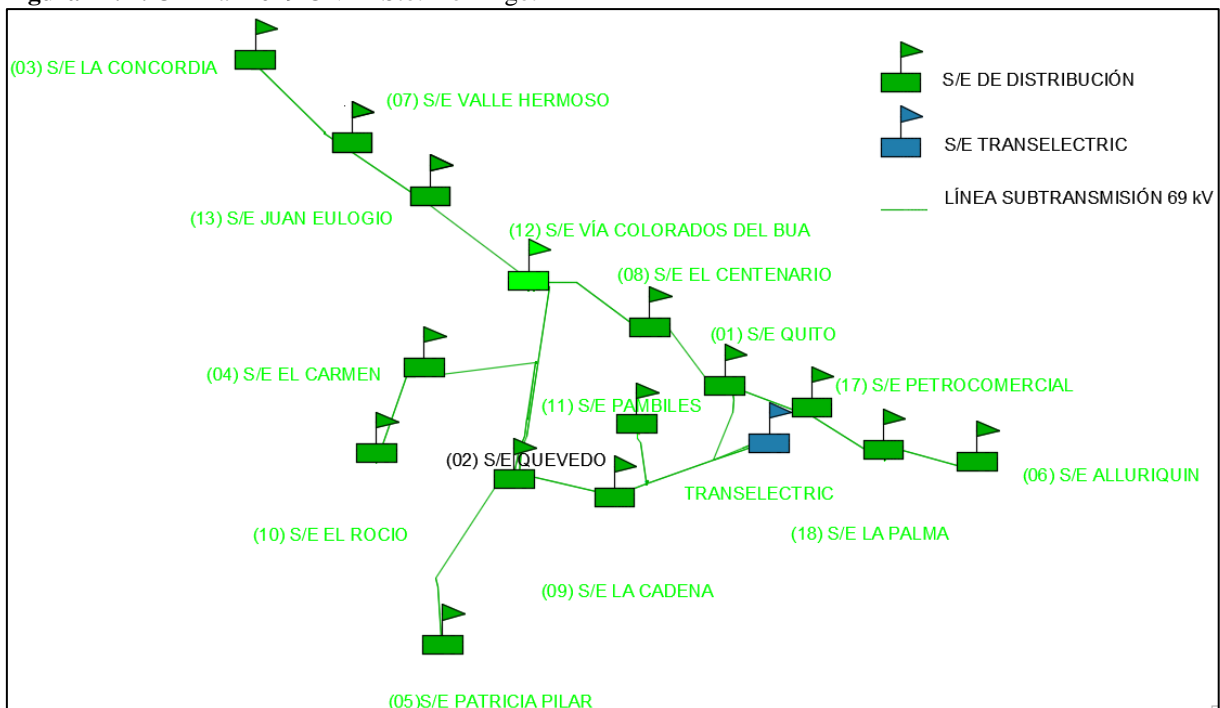 (03) S/E LA CONCORDIA
S/E DE DISTRIBUCIÓN
(07) S/E VALLE HERMOSO
S/E TRANSELECTRIC
LÍNEA SUBTRANSMISIÓN 69 kV
(13) S/E JUAN EULOGIO
(12) S/E VÍA COLORADOS DEL BUA
(08) S/E EL CENTENARIO
(01) S/E QUITO
(04) S/E EL CARMEN
(17) S/E PETROCOMERCIAL
(11) S/E PAMBILES
(02) S/E QUEVEDO
(06) S/E ALLURIQUIN
TRANSELECTRIC
(10) S/E EL ROCIO
(18) S/E LA PALMA
(09) S/E LA CADENA
(05)S/E PATRICIA PILAR